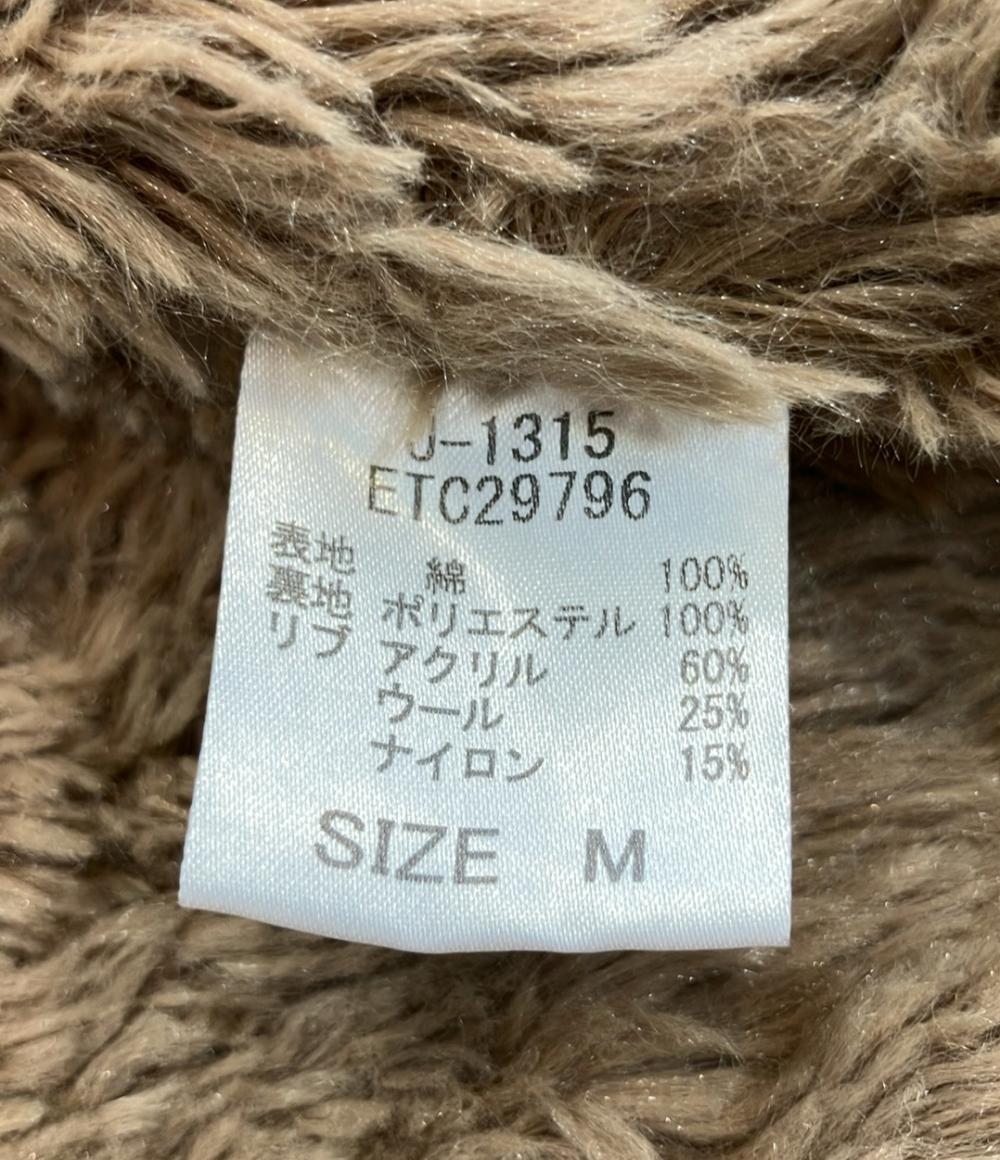 J-1315
ETC29796
表地 綿 100%
裏地 ポリエステル 100%
リブ アクリル 60%
ウール 25%
ナイロン 15%
SIZE M